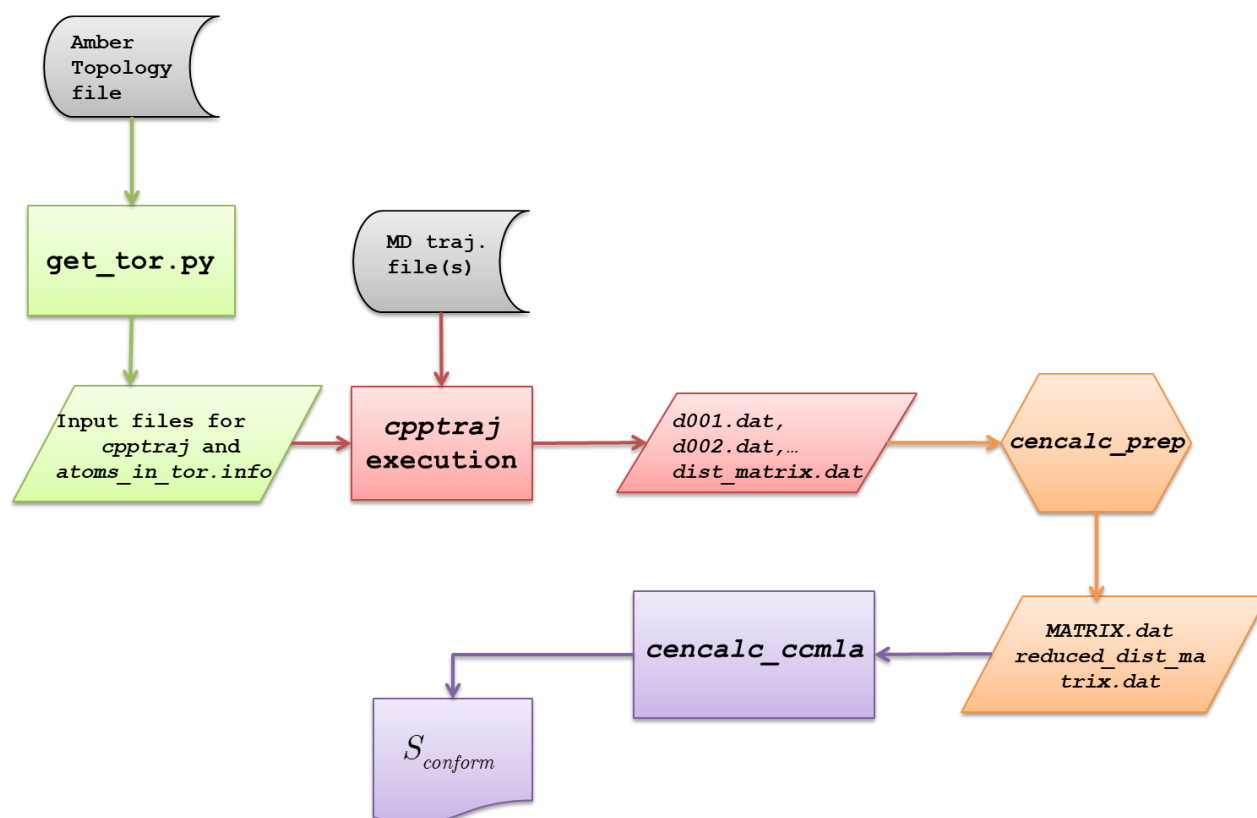 Amber
Topology
file
get_tor.py
MD traj.
file(s)
Input files for
cpptraj and
atoms_in_tor.info
cpptraj
execution
d001.dat,
d002.dat,…
dist_matrix.dat
cencalc_prep
MATRIX.dat
reduced_dist_ma
trix.dat
cencalc_ccmla
S conform